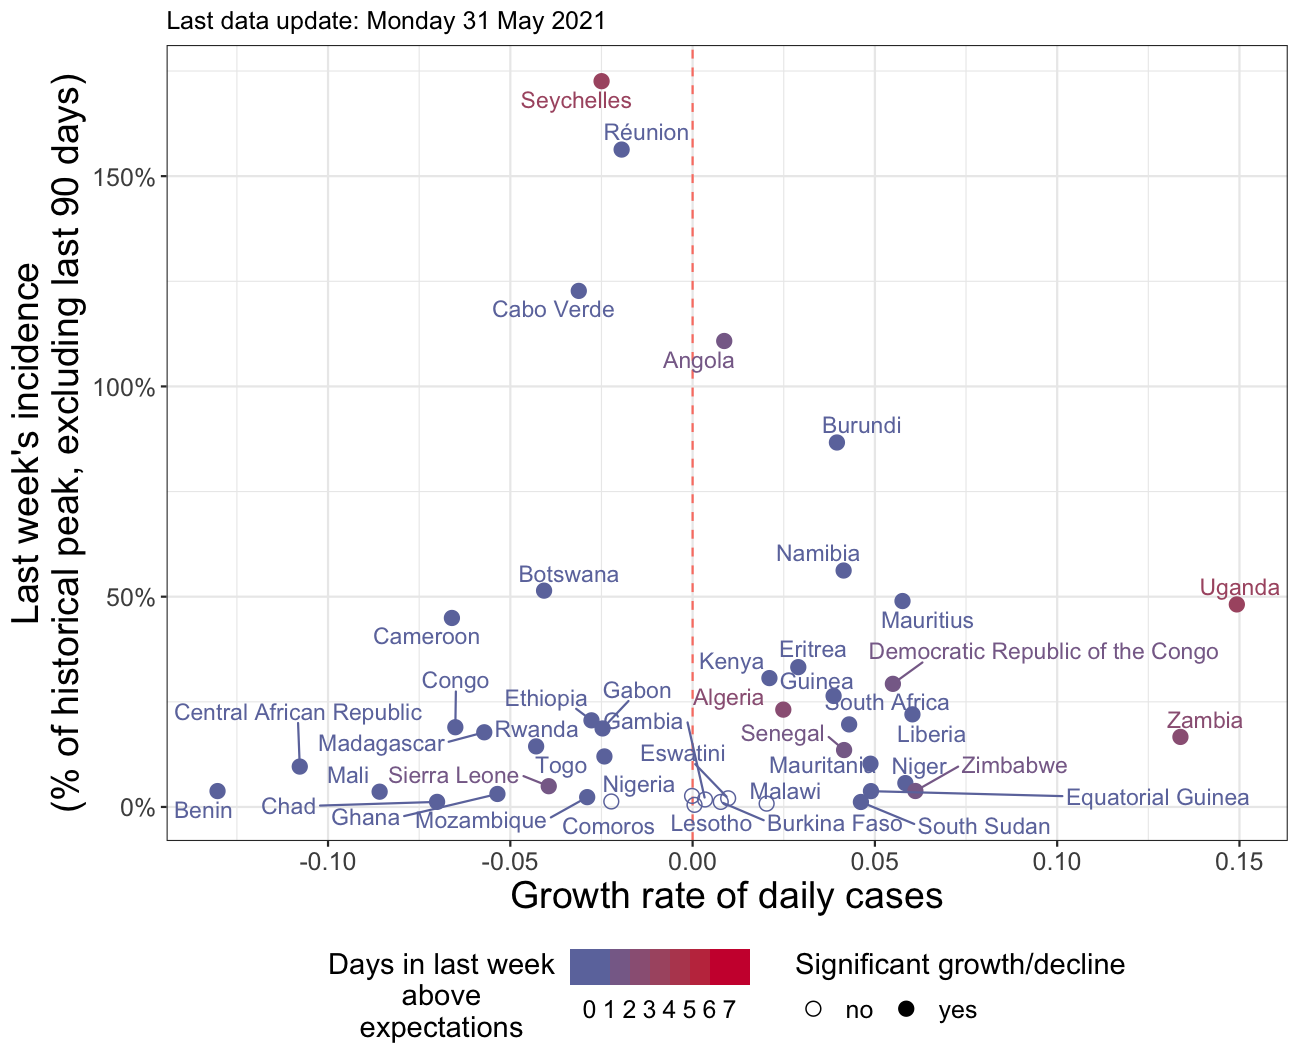 Last data update: Monday 31 May 2021
Last week's incidence
(% of historical peak, excluding last 90 days)
150%
100%
50%
0%
Seychelles
Réunion
Cabo Verde
Angola
Burundi
Namibia
Botswana
Uganda
Mauritius
Cameroon
Democratic Republic of the Congo
Eritrea
Kenya
Guinea
Congo
Ethiopia
Gabon
Algeria
South Africa
Central African Republic
Gambia
Zambia
Madagascar
Rwanda
Senegal
Liberia
Eswatini
Mali
Sierra Leone
Togo
Mauritania
Niger
Zimbabwe
Nigeria
Malawi
Equatorial Guinea
Benin
Chad
Ghana
Mozambique
Comoros
Lesotho
Burkina Faso
South Sudan
-0.10
-0.05
0.00
0.05
0.10
0.15
Growth rate of daily cases
Days in last week
above
expectations
0 1 2 3 4 5 6 7
Significant growth/decline
no
yes